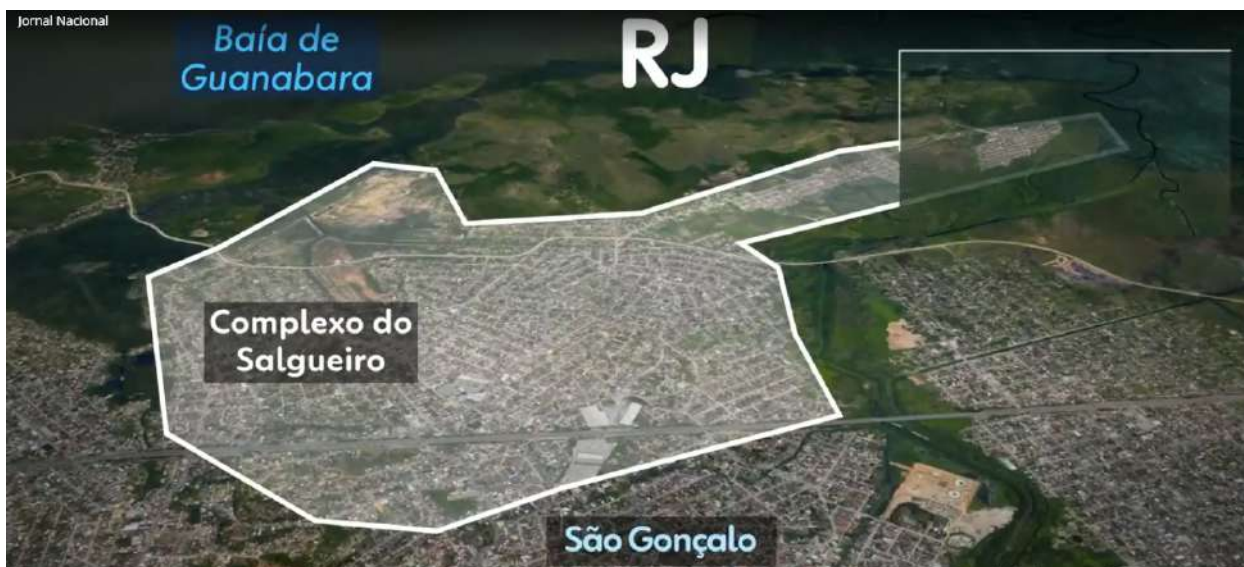 Jornal Nacional
Baía de
Guanabara
RJ
Complexo do
Salgueiro
São Gonçalo